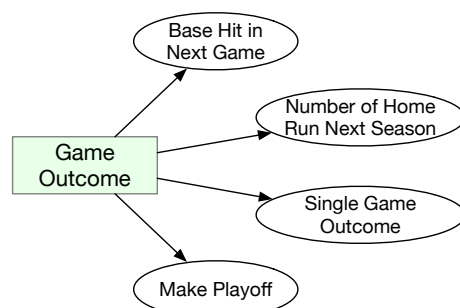 Base Hit in
Next Game
Number of Home
Run Next Season
Game
Outcome
Single Game
Outcome
Make Playoff